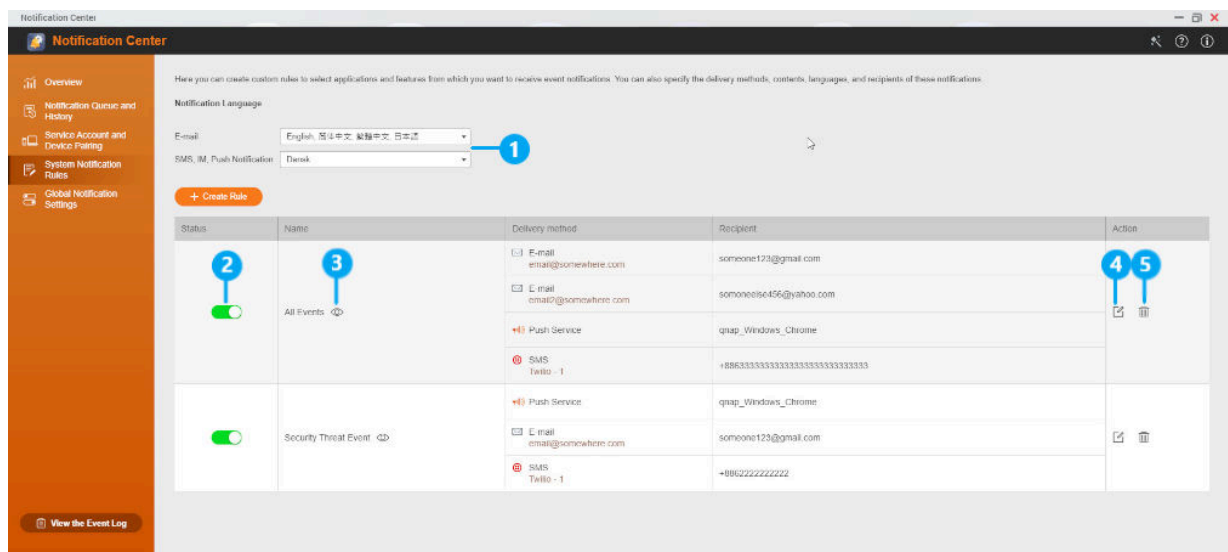 Notification Center
Notification Center
Overview
Notification Queue and
History
Service Account and
Device Pairing
System Notification
Rules
Global Notification
Settings
View the Event Log
Here you can create custom rules to select applications and features from which you want to receive event notifications. You can also specify the delivery methods, contents, languages, and recipients of these notifications.
Notification Language
E-mail
English, 简体中文, 繁體中文, 日本語
SMS, IM, Push Notification
Dansk
1
+ Create Rule
Status
Name
Delivery method
Recipient
Action
2
3
4
5
All Events
E-mail
email@somewhere.com
someone123@gmail.com
E-mail
email2@somewhere.com
somoneelse456@yahoo.com
Push Service
qnap_Windows_Chrome
SMS
Twilio - 1
Security Threat Event
Push Service
qnap_Windows_Chrome
E-mail
email@somewhere.com
someone123@gmail.com
SMS
Twilio - 1
+8862222222222